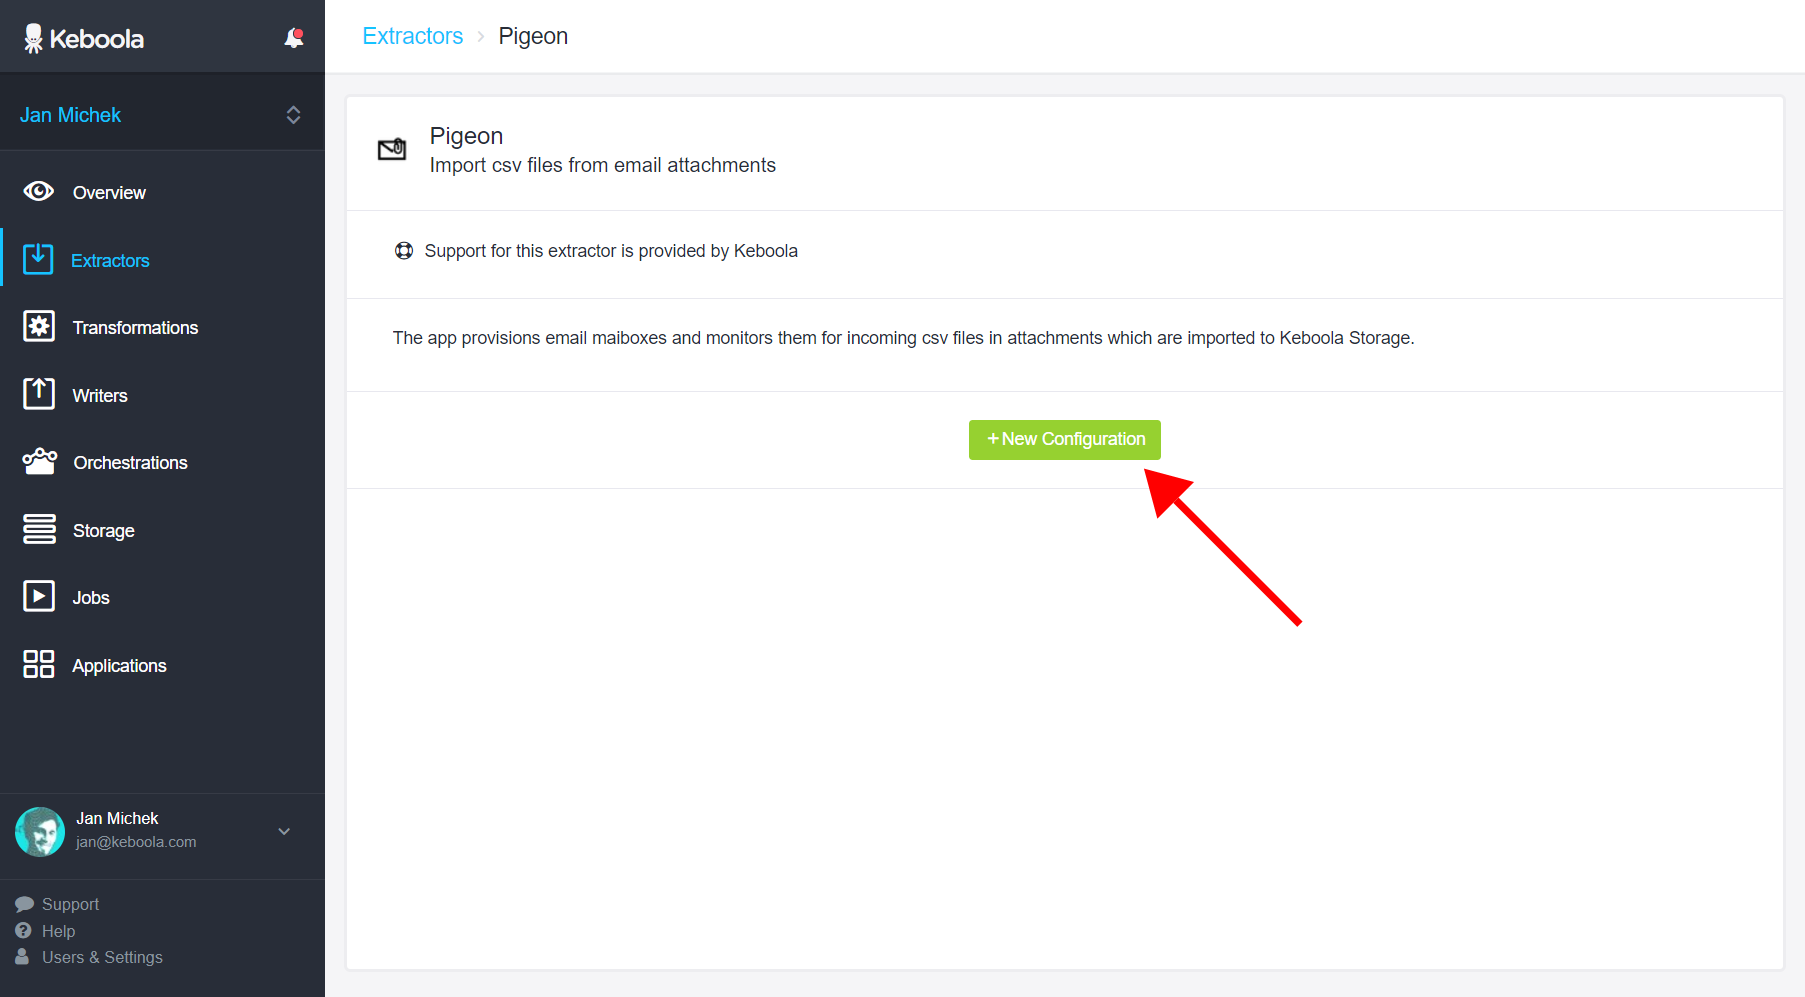 Keboola
Jan Michek
Overview
Extractors
Transformations
Writers
Orchestrations
Storage
Jobs
Applications
Jan Michek
jan@keboola.com
Support
Help
Users & Settings
Extractors › Pigeon
Pigeon
Import csv files from email attachments
Support for this extractor is provided by Keboola
The app provisions email maiboxes and monitors them for incoming csv files in attachments which are imported to Keboola Storage.
+ New Configuration